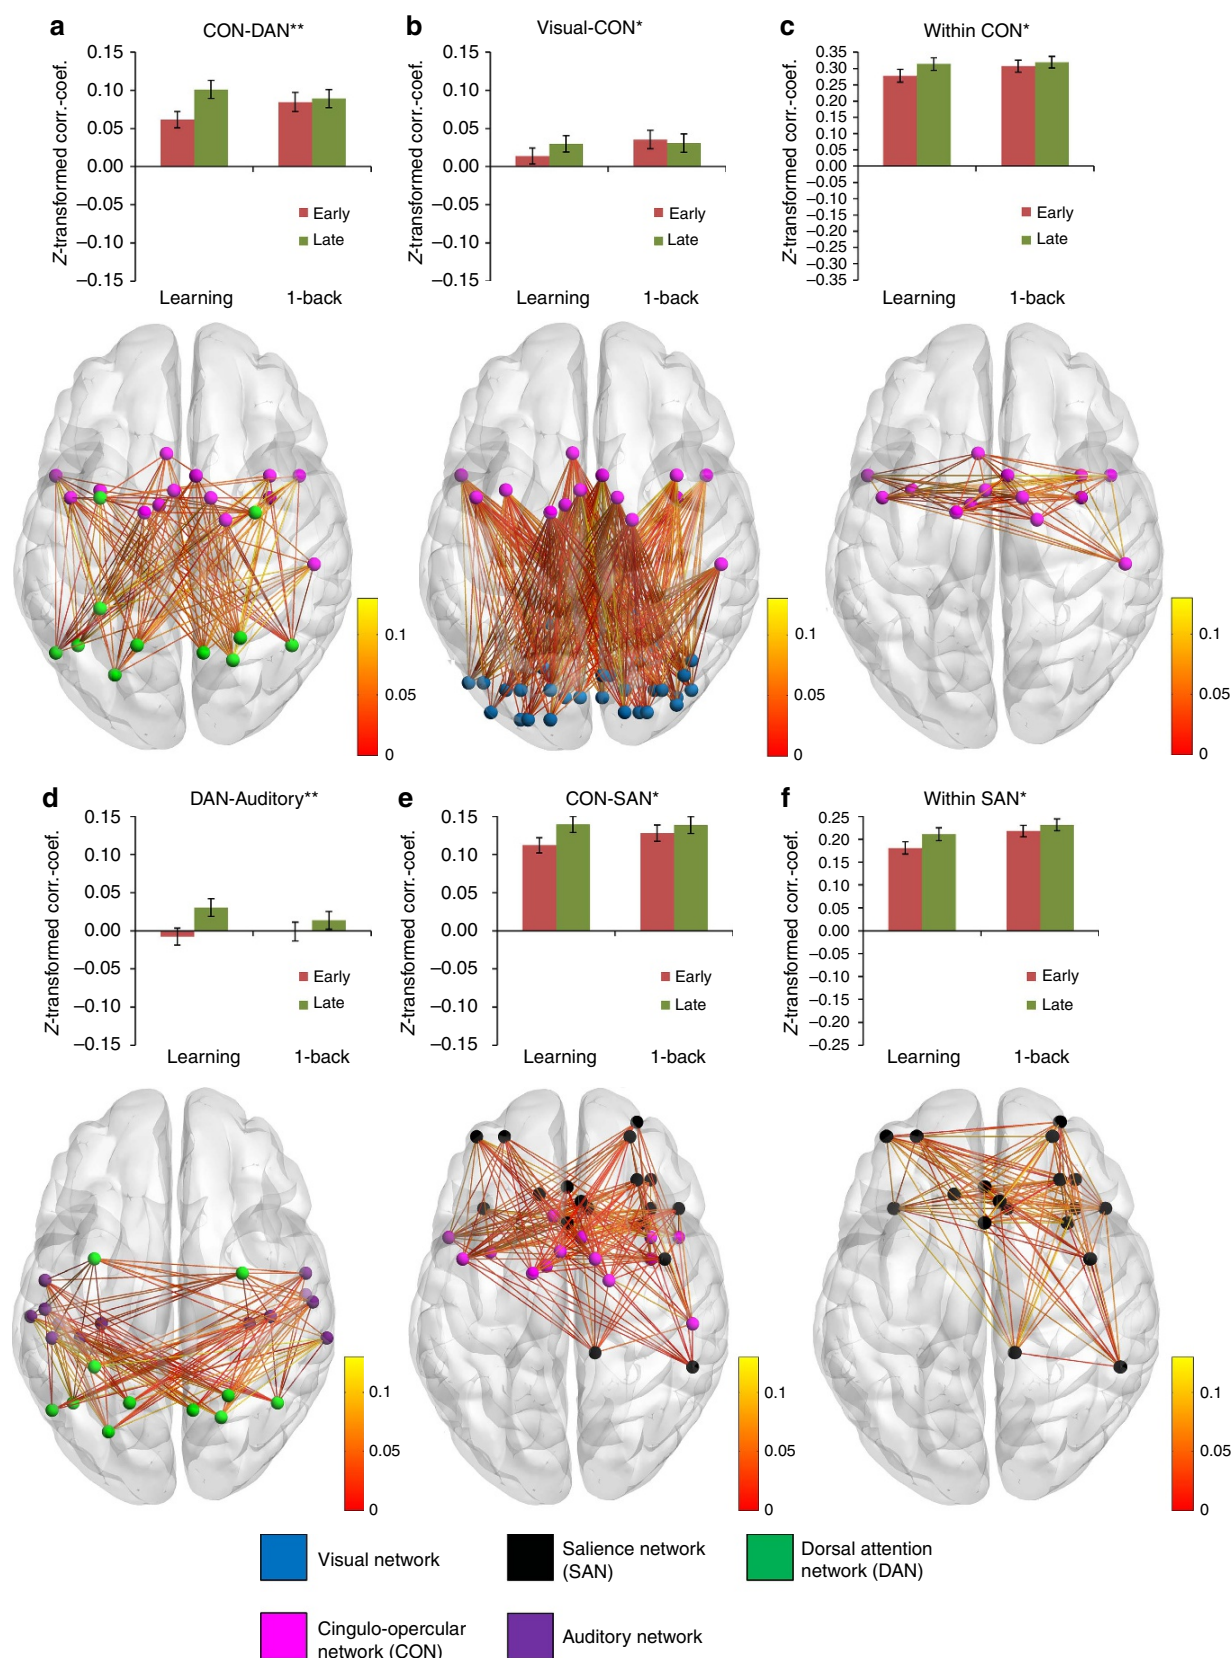 a
CON-DAN**
Z-transformed corr.-coef.
0.15
0.10
0.05
0.00
–0.05
–0.10
–0.15
Early
Late
Learning
1-back
b
Visual-CON*
Z-transformed corr.-coef.
0.15
0.10
0.05
0.00
–0.05
–0.10
–0.15
Early
Late
Learning
1-back
c
Within CON*
Z-transformed corr.-coef.
0.35
0.30
0.25
0.20
0.15
0.10
0.05
0.00
–0.05
–0.10
–0.15
–0.20
–0.25
–0.30
–0.35
Early
Late
Learning
1-back
0.1
0.05
0
0.1
0.05
0
0.1
0.05
0
d
DAN-Auditory**
Z-transformed corr.-coef.
0.15
0.10
0.05
0.00
–0.05
–0.10
–0.15
Early
Late
Learning
1-back
e
CON-SAN*
Z-transformed corr.-coef.
0.15
0.10
0.05
0.00
–0.05
–0.10
–0.15
Early
Late
Learning
1-back
f
Within SAN*
Z-transformed corr.-coef.
0.25
0.20
0.15
0.10
0.05
0.00
–0.05
–0.10
–0.15
–0.20
–0.25
Early
Late
Learning
1-back
0.1
0.05
0
0.1
0.05
0
0.1
0.05
0
Visual network
Salience network
(SAN)
Dorsal attention
network (DAN)
Cingulo-opercular
network (CON)
Auditory network